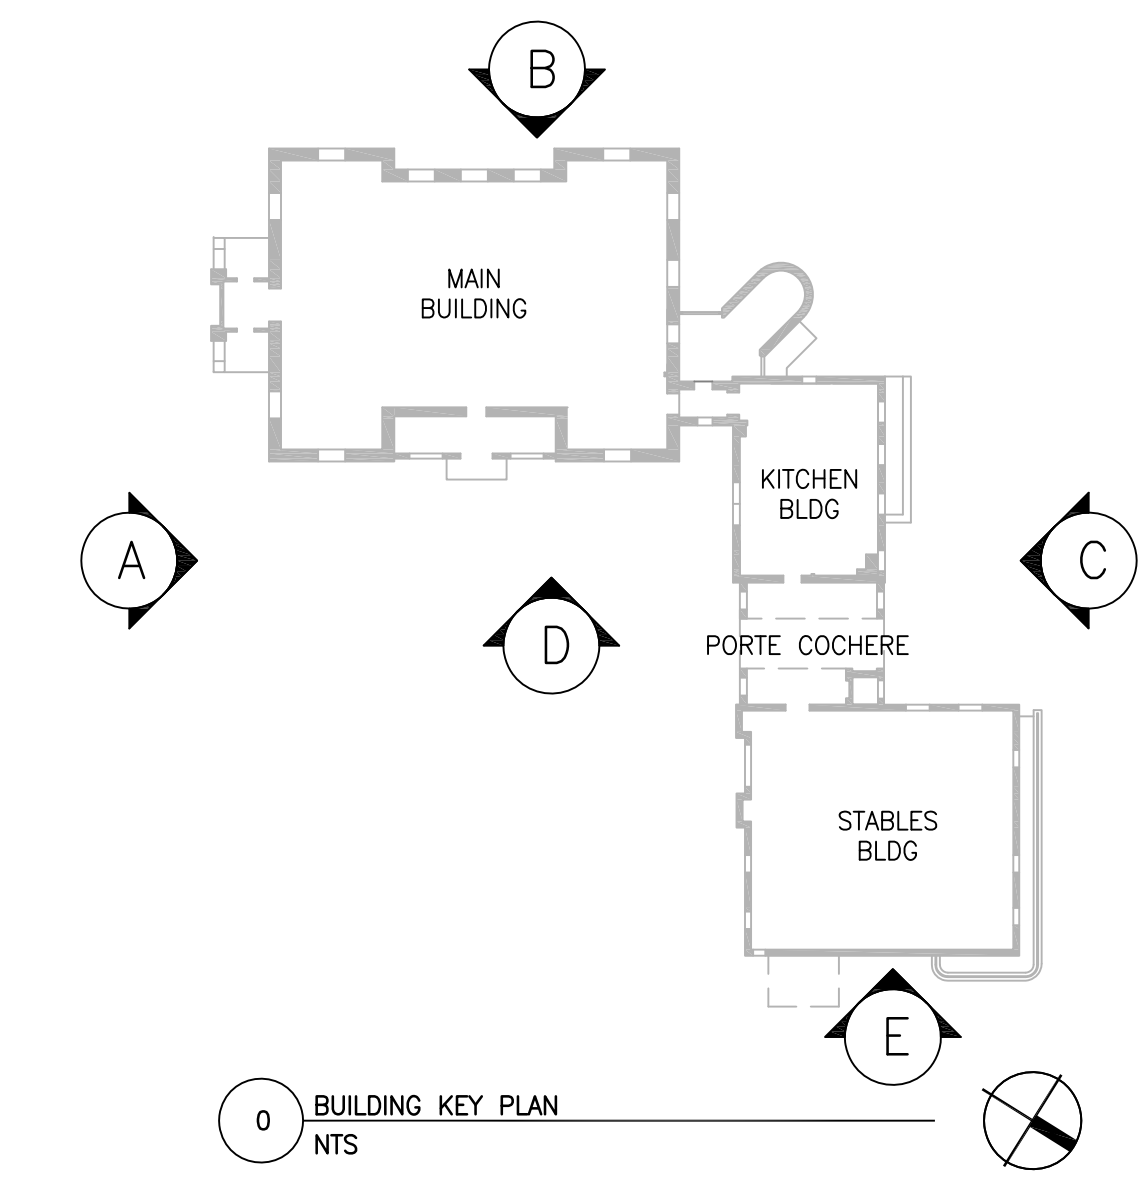 B
MAIN
BUILDING
KITCHEN
BLDG
A
C
D
PORTE COCHERE
STABLES
BLDG
E
0
BUILDING KEY PLAN
NTS